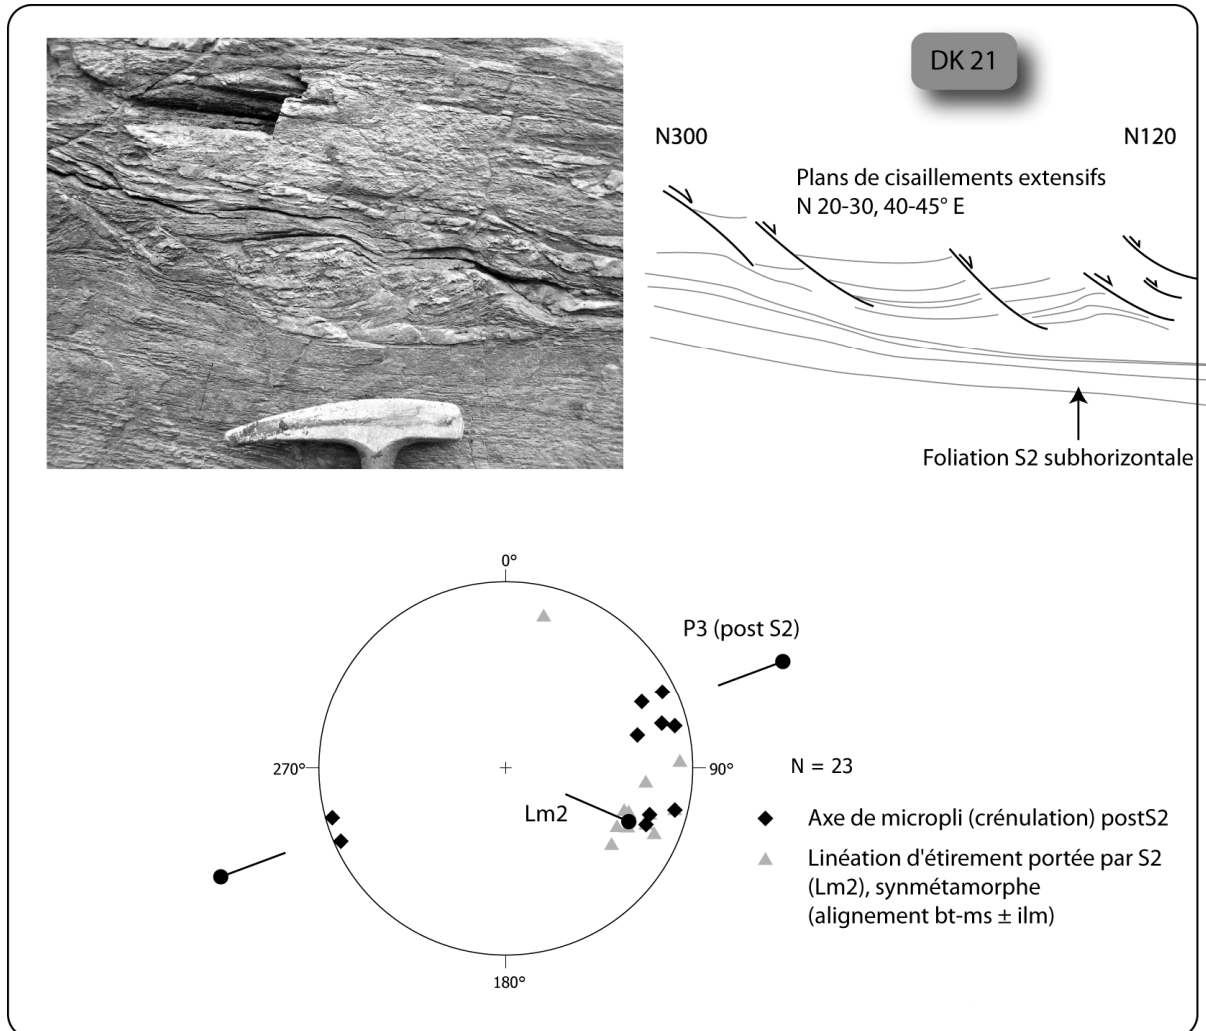 DK 21
N300
N120
Plans de cisaillements extensifs
N 20-30, 40-45° E
Foliation S2 subhorizontale
0°
P3 (post S2)
270°
90°
N = 23
Lm2
Axe de micropli (crénulation) postS2
Linéation d'étirement portée par S2
(Lm2), synmétamorphe
(alignement bt-ms ± ilm)
180°